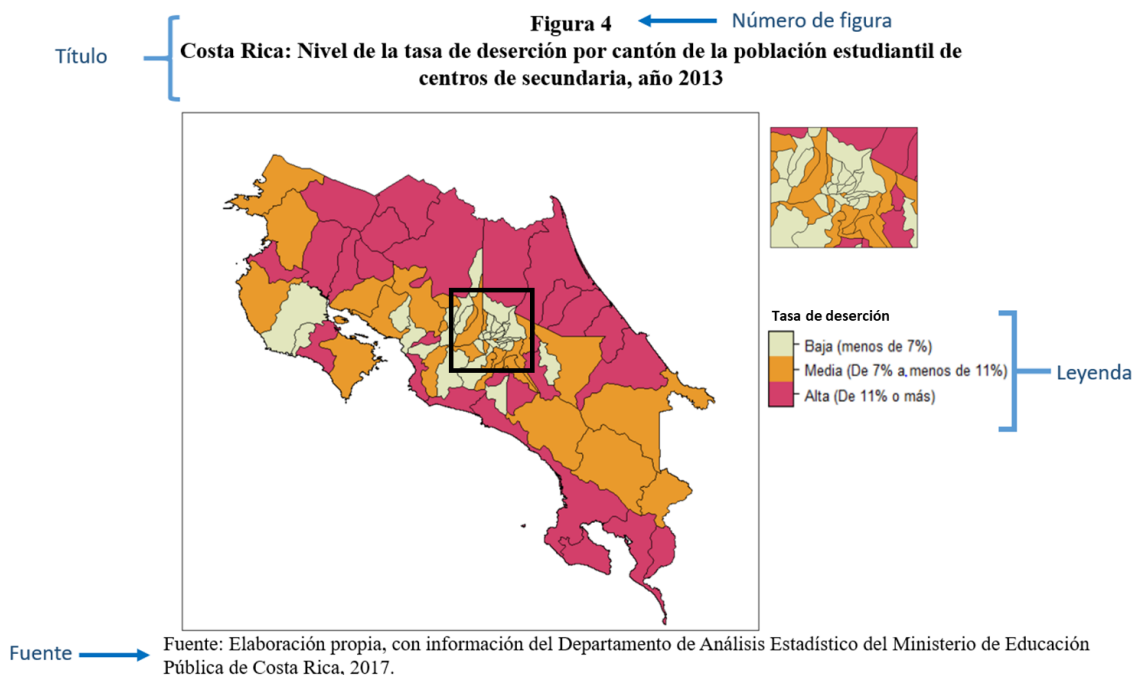 Figura 4
Número de figura
Título
Costa Rica: Nivel de la tasa de deserción por cantón de la población estudiantil de
centros de secundaria, año 2013
Tasa de deserción
Baja (menos de 7%)
Media (De 7% a menos de 11%)
Alta (De 11% o más)
Leyenda
Fuente
Fuente: Elaboración propia, con información del Departamento de Análisis Estadístico del Ministerio de Educación
Pública de Costa Rica, 2017.